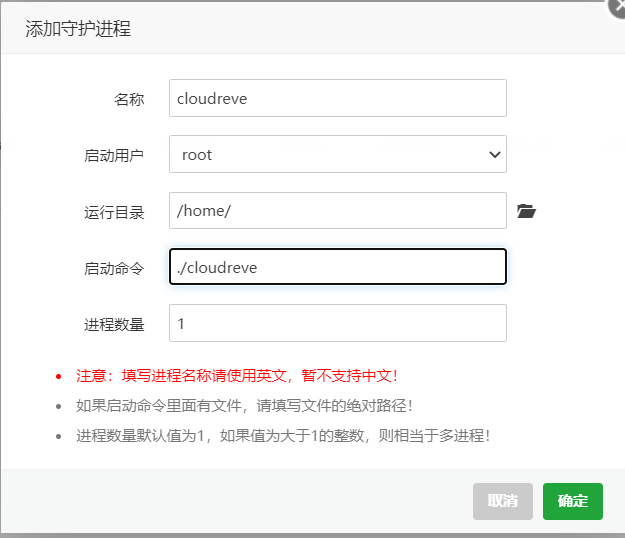 添加守护进程
名称 cloudreve
启动用户 root
运行目录 /home/
启动命令 ./cloudreve
进程数量 1
注意：填写进程名称请使用英文，暂不支持中文！
如果启动命令里面有文件，请填写文件的绝对路径！
进程数量默认值为1，如果值为大于1的整数，则相当于多进程！
取消 确定